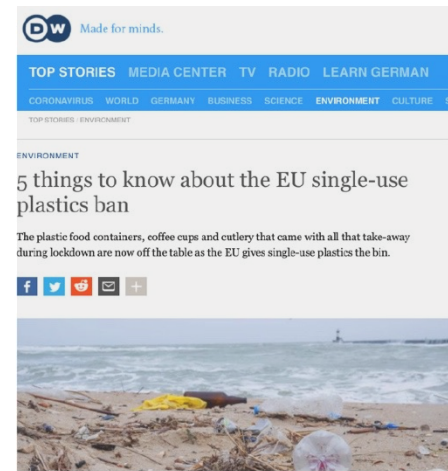 DW Made for minds.
TOP STORIES MEDIA CENTER TV RADIO LEARN GERMAN
CORONAVIRUS WORLD GERMANY BUSINESS SCIENCE ENVIRONMENT CULTURE
TOP STORIES / ENVIRONMENT
ENVIRONMENT
5 things to know about the EU single-use
plastics ban
The plastic food containers, coffee cups and cutlery that came with all that take-away
during lockdown are now off the table as the EU gives single-use plastics the bin.